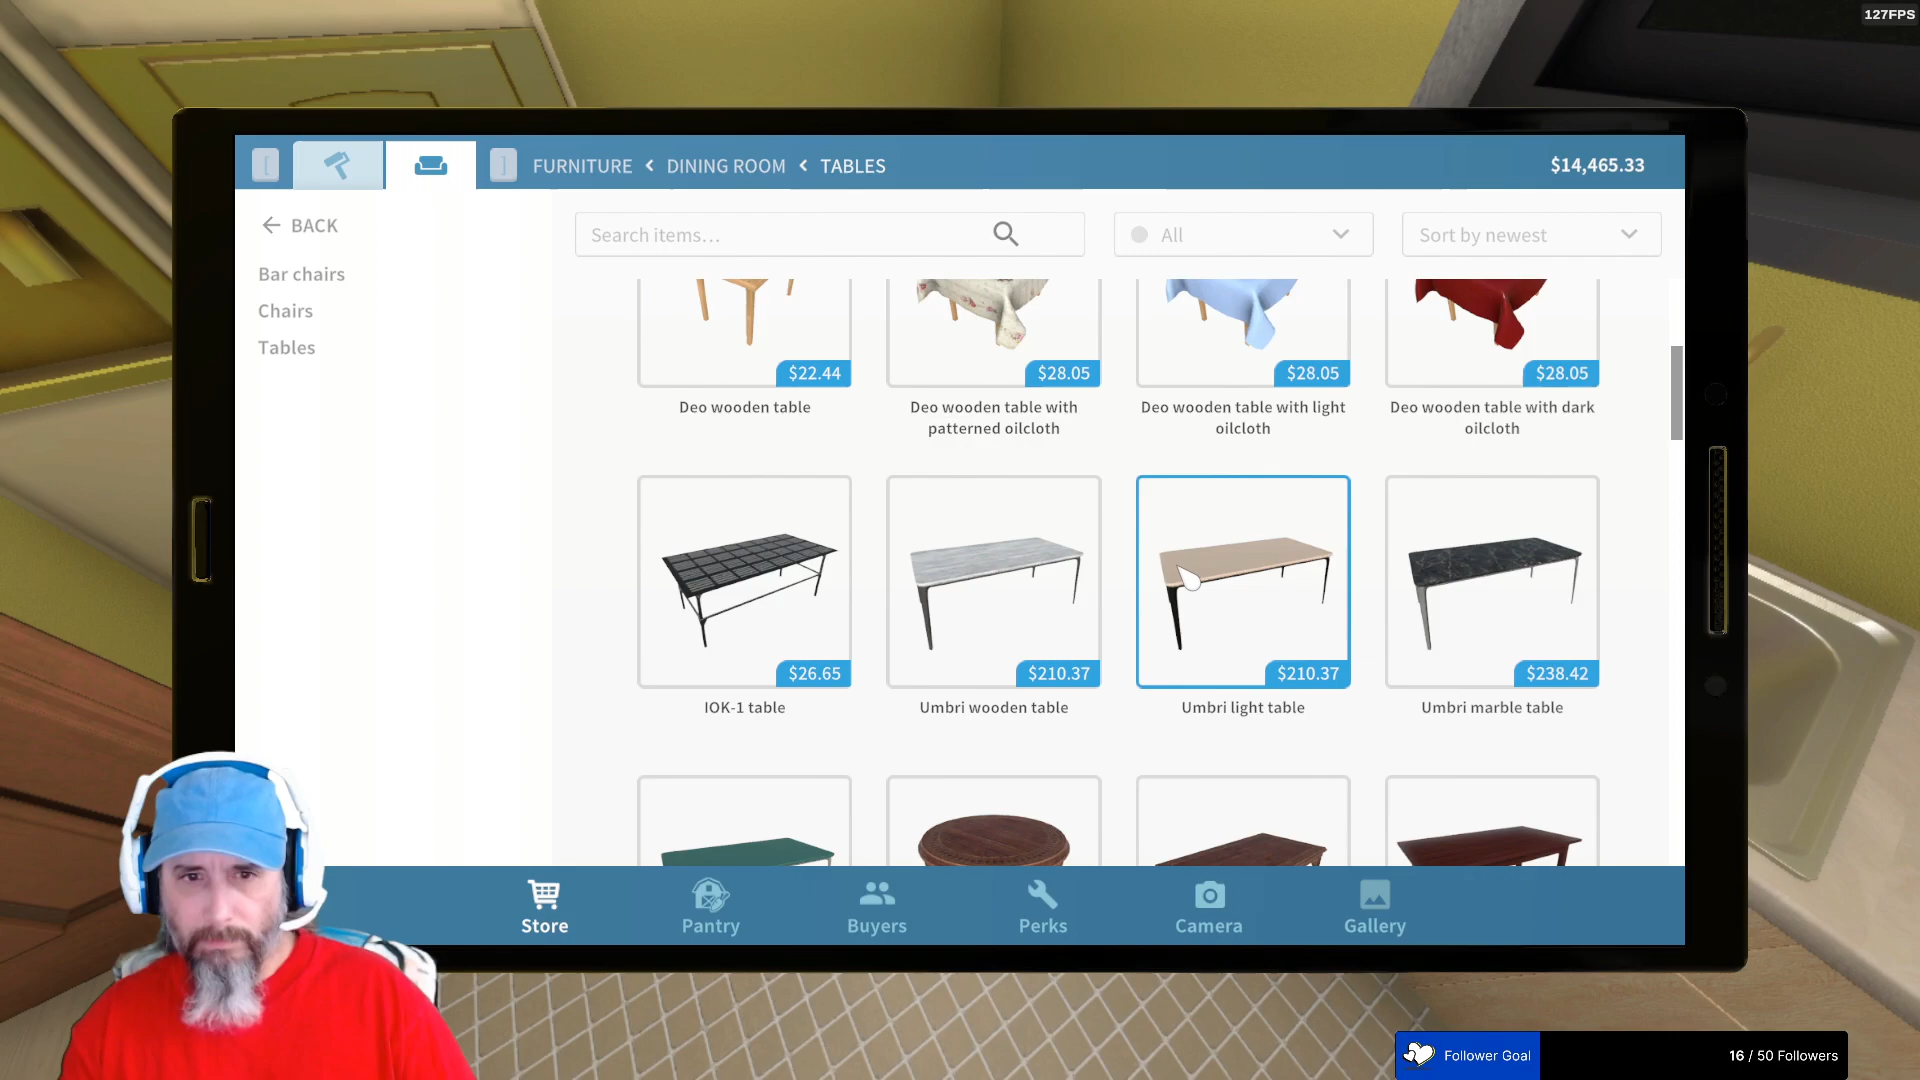 127FPS
[
]
FURNITURE < DINING ROOM < TABLES
$14,465.33
BACK
Search items...
All
Sort by newest
Bar chairs
Chairs
Tables
$22.44
$28.05
$28.05
$28.05
Deo wooden table
Deo wooden table with
patterned oilcloth
Deo wooden table with light
oilcloth
Deo wooden table with dark
oilcloth
$26.65
$210.37
$210.37
$238.42
IOK-1 table
Umbri wooden table
Umbri light table
Umbri marble table
Store
Pantry
Buyers
Perks
Camera
Gallery
Follower Goal
16 / 50 Followers